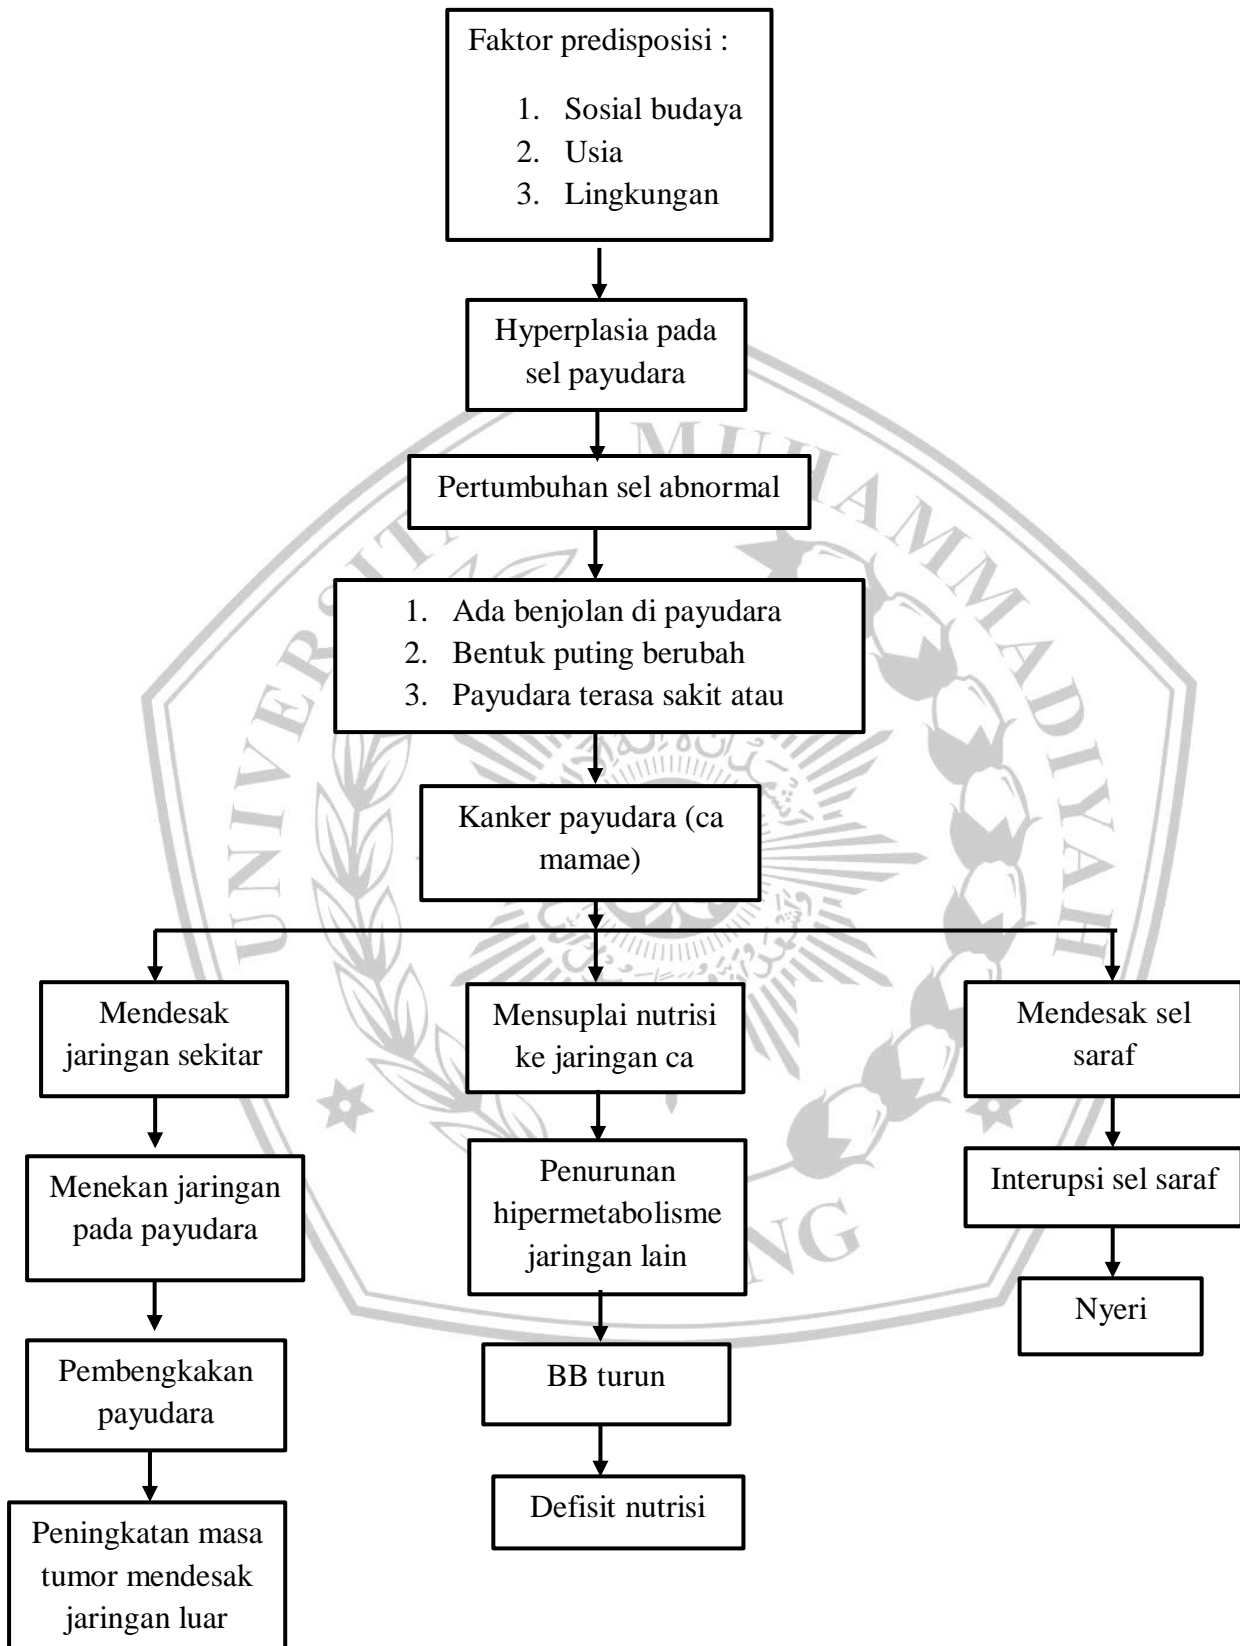 Faktor predisposisi :
1. Sosial budaya
2. Usia
3. Lingkungan
Hyperplasia pada
sel payudara
Pertumbuhan sel abnormal
1. Ada benjolan di payudara
2. Bentuk puting berubah
3. Payudara terasa sakit atau
Kanker payudara (ca
mamae)
Mendesak
jaringan sekitar
Menekan jaringan
pada payudara
Pembengkakan
payudara
Peningkatan masa
tumor mendesak
jaringan luar
Mensuplai nutrisi
ke jaringan ca
Penurunan
hipermetabolisme
jaringan lain
BB turun
Defisit nutrisi
Mendesak sel
saraf
Interupsi sel saraf
Nyeri
MUHAMMADIYAH